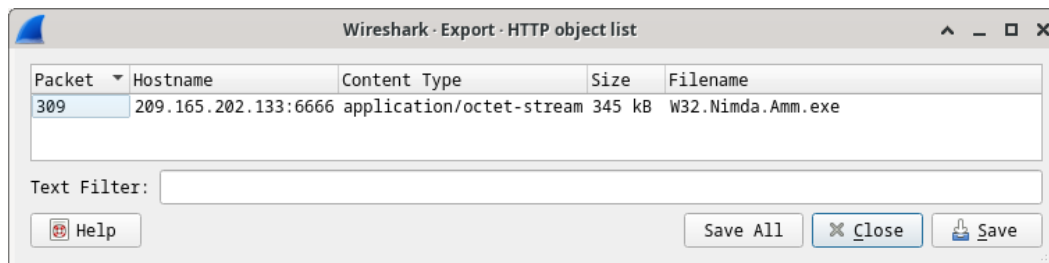 Wireshark · Export · HTTP object list
Packet Hostname Content Type Size Filename
309 209.165.202.133:6666 application/octet-stream 345 kB W32.Nimda.Amm.exe
Text Filter:
Help Save All Close Save